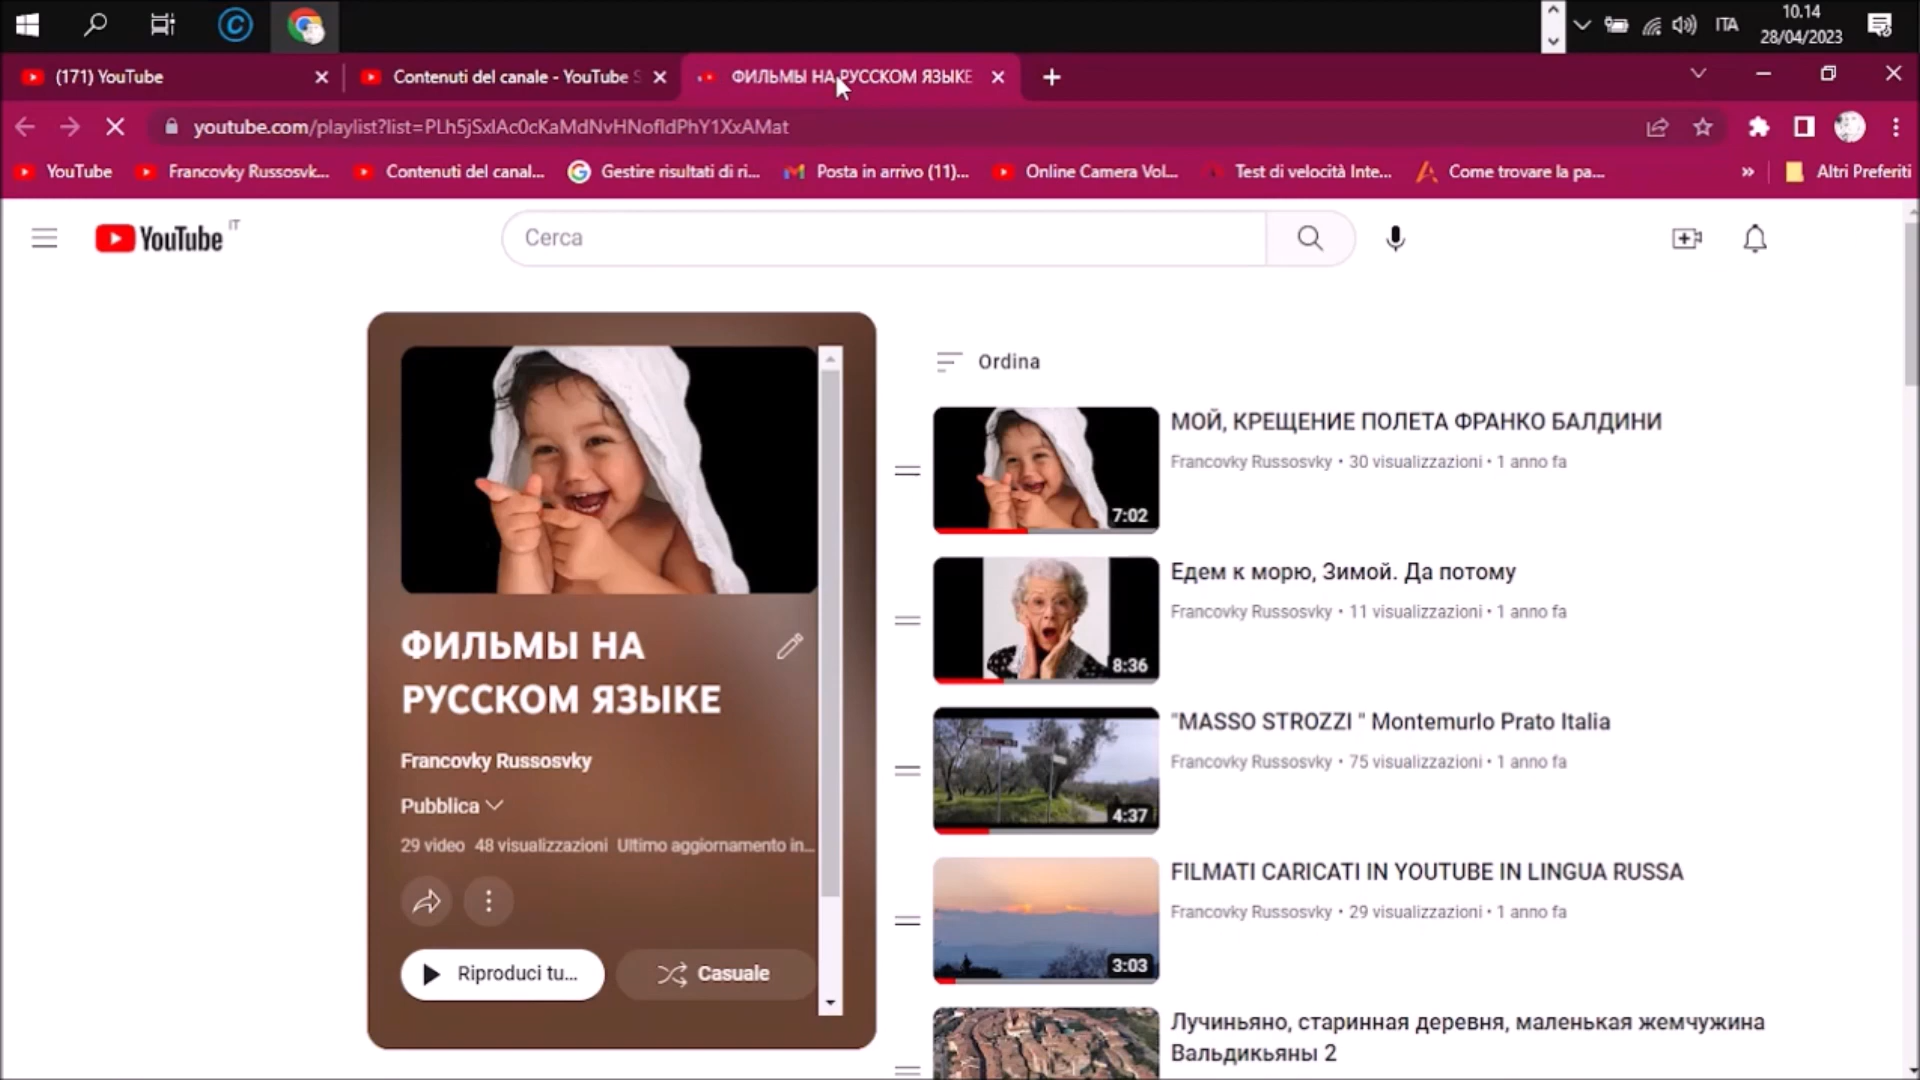 ITA
10.14
28/04/2023
(171) YouTube
Contenuti del canale - YouTube S
ФИЛЬМЫ НА РУССКОМ ЯЗЫКЕ
youtube.com/playlist?list=PLh5jSxlAc0cKaMdNvHNofldPhY1XxAMat
YouTube
Francovky Russosvk...
Contenuti del canal...
Gestire risultati di ri...
Posta in arrivo (11)...
Online Camera Vol...
Test di velocità Inte...
Come trovare la pa...
»
Altri Preferiti
YouTube IT
Cerca
ФИЛЬМЫ НА
РУССКОМ ЯЗЫКЕ
Francovky Russosvky
Pubblica
29 video 48 visualizzazioni Ultimo aggiornamento in...
Riproduci tu...
Casuale
Ordina
7:02
МОЙ, КРЕЩЕНИЕ ПОЛЕТА ФРАНКО БАЛДИНИ
Francovky Russosvky • 30 visualizzazioni • 1 anno fa
8:36
Едем к морю, Зимой. Да потому
Francovky Russosvky • 11 visualizzazioni • 1 anno fa
4:37
"MASSO STROZZI " Montemurlo Prato Italia
Francovky Russosvky • 75 visualizzazioni • 1 anno fa
3:03
FILMATI CARICATI IN YOUTUBE IN LINGUA RUSSA
Francovky Russosvky • 29 visualizzazioni • 1 anno fa
Лучиньяно, старинная деревня, маленькая жемчужина
Вальдикьяны 2